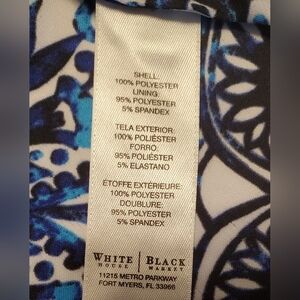 SHELL:
100% POLYESTER
LINING:
95% POLYESTER
5% SPANDEX
TELA EXTERIOR:
100% POLIÉSTER
FORRO:
95% POLIÉSTER
5% ELASTANO
ÉTOFFE EXTÉRIEURE:
100% POLYESTER
DOUBLURE:
95% POLYESTER
5% SPANDEX
WHITE | BLACK
HOUSE | MARKET
11215 METRO PARKWAY
FORT MYERS, FL 33966